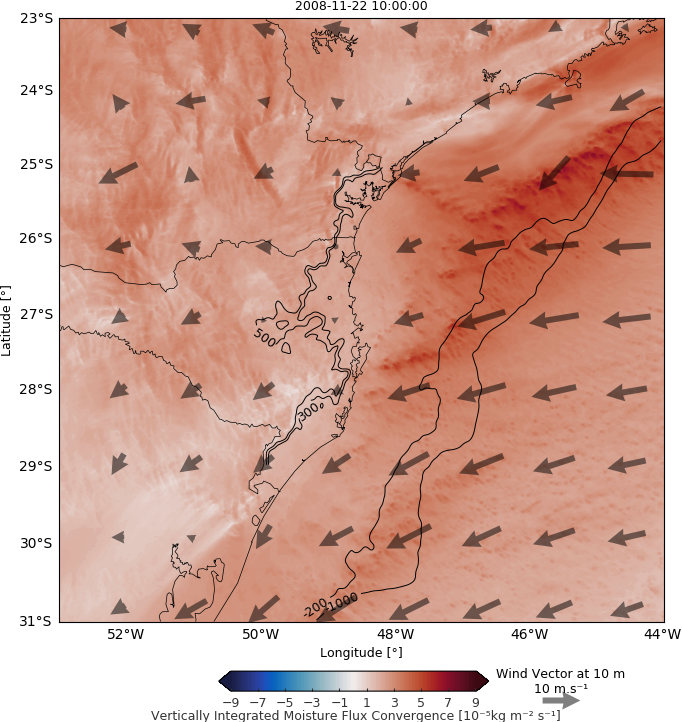 2008-11-22 10:00:00
23°S
24°S
25°S
26°S
27°S
28°S
29°S
30°S
31°S
Latitude [°]
500
300
-200
-1000
52°W 50°W 48°W 46°W 44°W
Longitude [°]
Wind Vector at 10 m
10 m.s⁻¹
−9 −7 −5 −3 −1 1 3 5 7 9
Vertically Integrated Moisture Flux Convergence [10⁻⁵kg m⁻² s⁻¹]